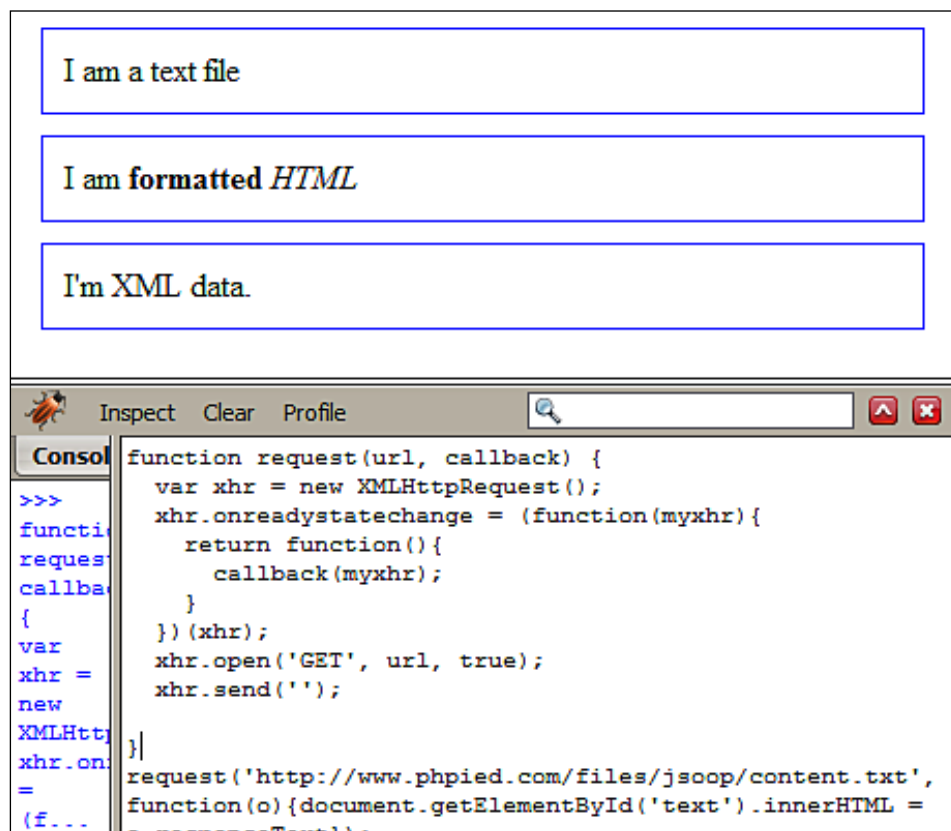 I am a text file
I am formatted HTML
I'm XML data.
Inspect Clear Profile
Consol
>>>
functi
reques
callba
{
var
xhr =
new
XMLHtt
xhr.on
=
(f...
function request(url, callback) {
  var xhr = new XMLHttpRequest();
  xhr.onreadystatechange = (function(myxhr){
    return function(){
      callback(myxhr);
    }
  })(xhr);
  xhr.open('GET', url, true);
  xhr.send('');
}
request('http://www.phpied.com/files/jsoop/content.txt',
function(o){document.getElementById('text').innerHTML =